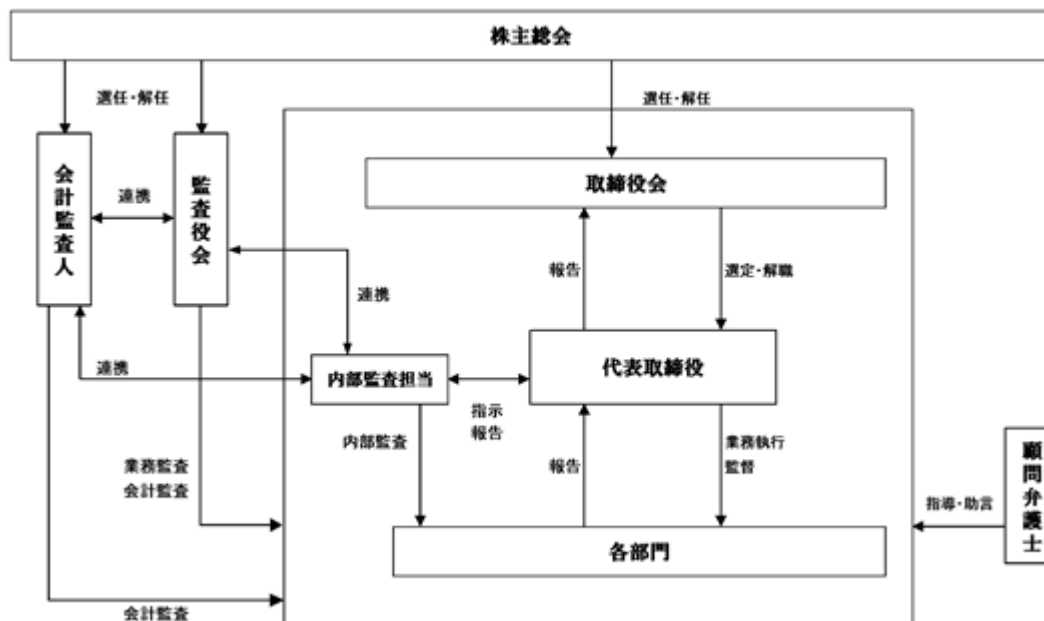 株主総会
選任・解任
選任・解任
会計監査人
連携
監査役会
取締役会
報告
選定・解職
連携
連携
内部監査担当
代表取締役
指示
報告
内部監査
報告
業務執行
監督
業務監査
会計監査
各部門
指導・助言
顧問弁護士
会計監査